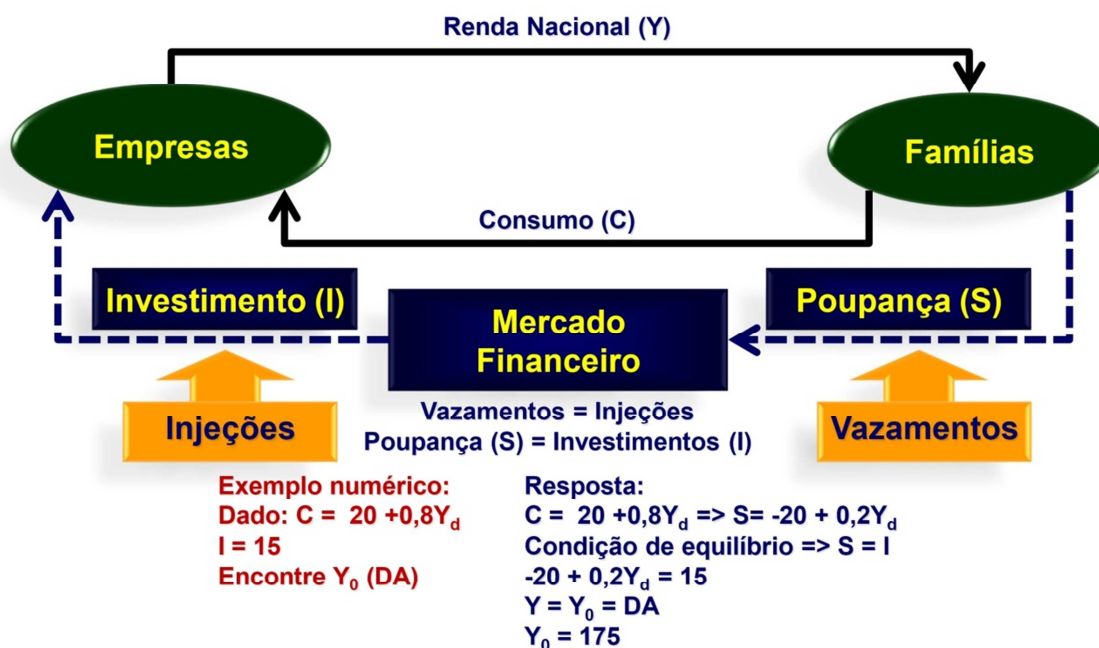 Renda Nacional (Y)
Empresas
Famílias
Consumo (C)
Investimento (I)
Mercado
Financeiro
Poupança (S)
Injeções
Vazamentos = Injeções
Poupança (S) = Investimentos (I)
Vazamentos
Exemplo numérico:
Dado: C = 20 +0,8Yd
I = 15
Encontre Y0 (DA)
Resposta:
C = 20 +0,8Yd => S= -20 + 0,2Yd
Condição de equilíbrio => S = I
-20 + 0,2Yd = 15
Y = Y0 = DA
Y0 = 175